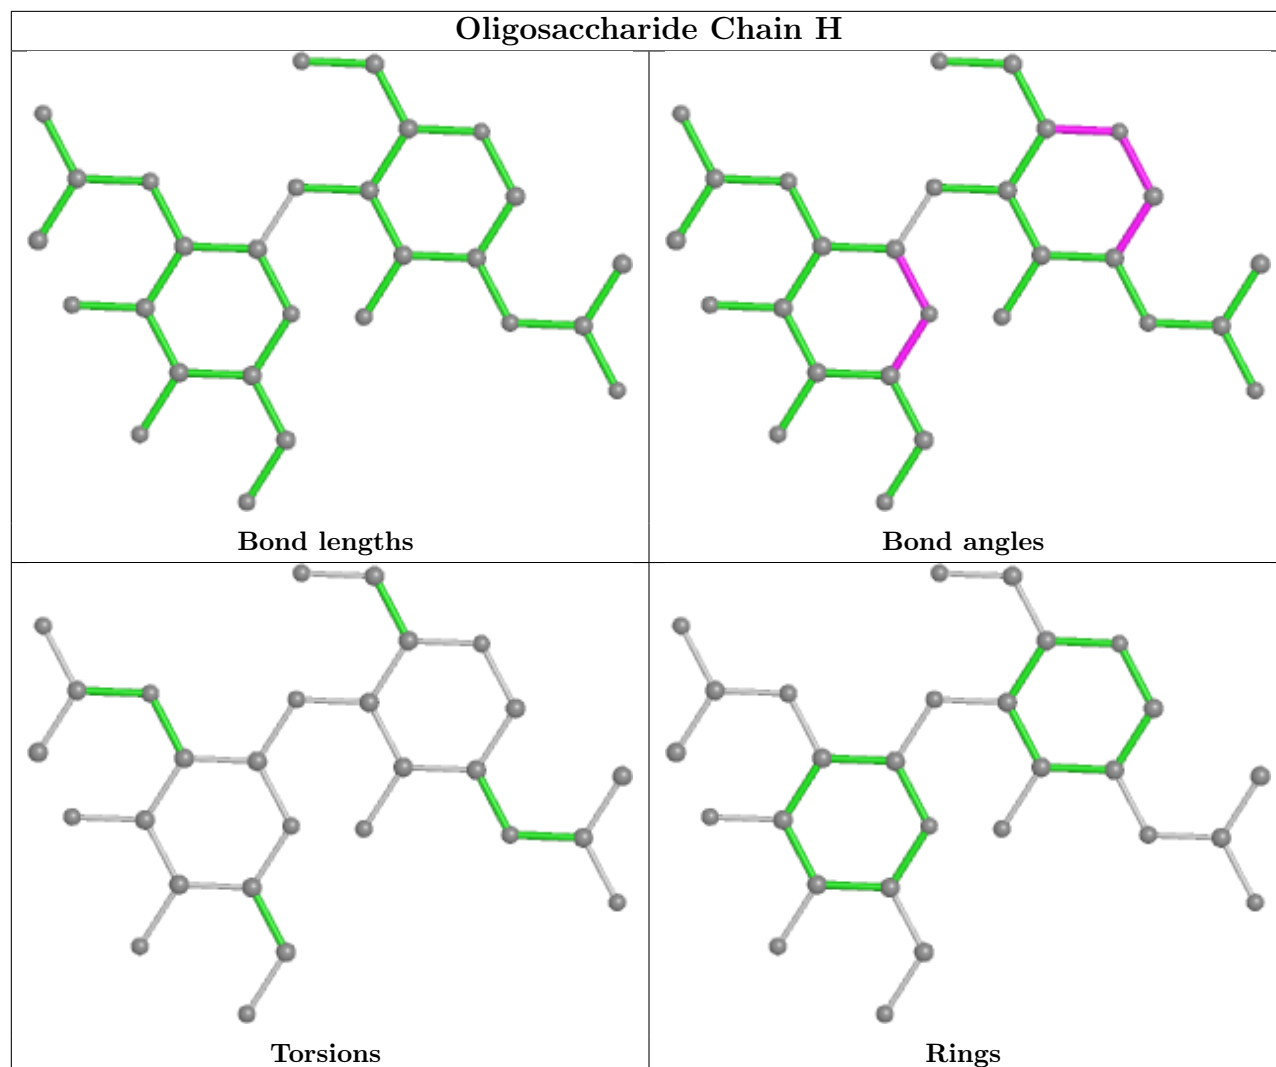 Oligosaccharide Chain H
Bond lengths
Bond angles
Torsions
Rings